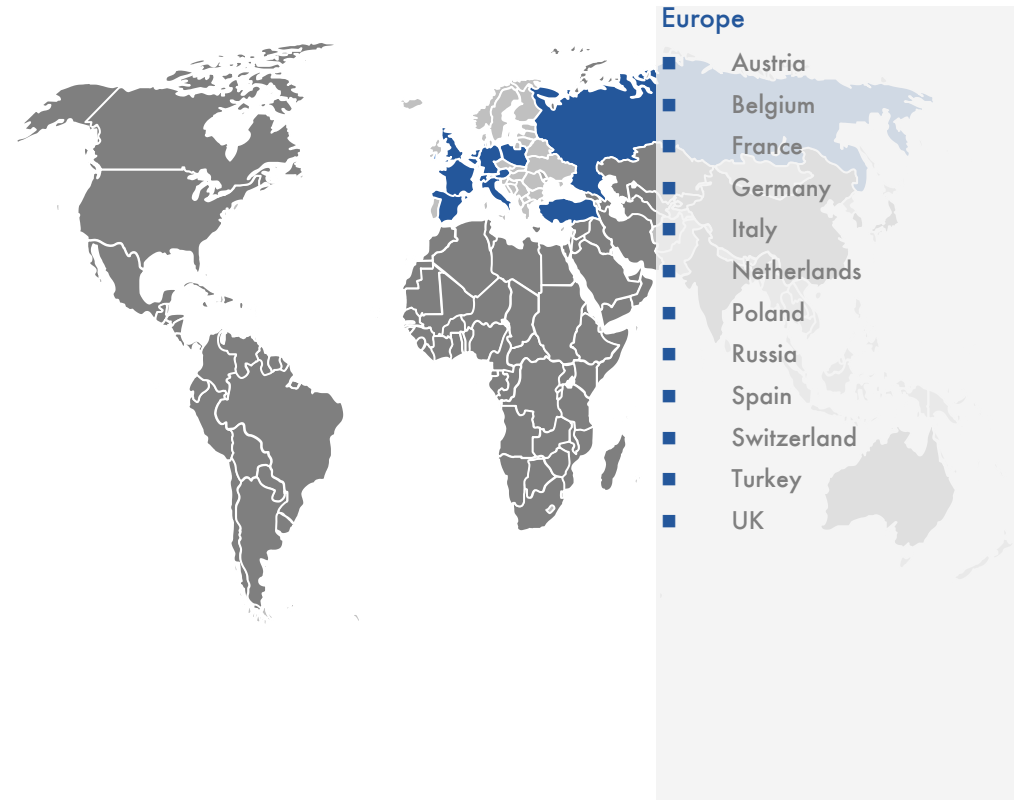 Europe
Austria
Belgium
France
Germany
Italy
Netherlands
Poland
Russia
Spain
Switzerland
Turkey
UK